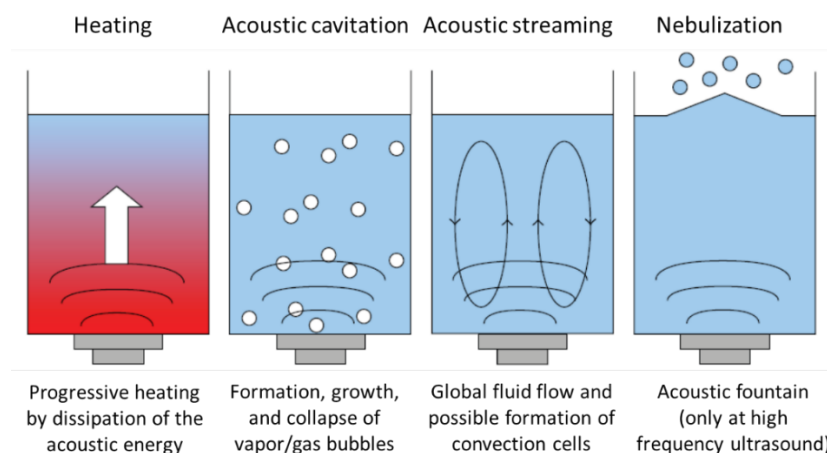 Heating
Acoustic cavitation
Acoustic streaming
Nebulization
Progressive heating
by dissipation of the
acoustic energy
Formation, growth,
and collapse of
vapor/gas bubbles
Global fluid flow and
possible formation of
convection cells
Acoustic fountain
(only at high
frequency ultrasound)